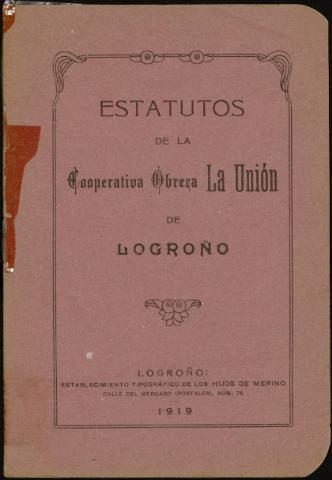 ESTATUTOS
DE LA
Cooperativa Obrera La Unión
DE
LOGROÑO
LOGROÑO:
ESTABLECIMIENTO TIPOGRÁFICO DE LOS HIJOS DE MERINO
CALLE DEL MERCADO (PORTALES), NÚM. 76
1919